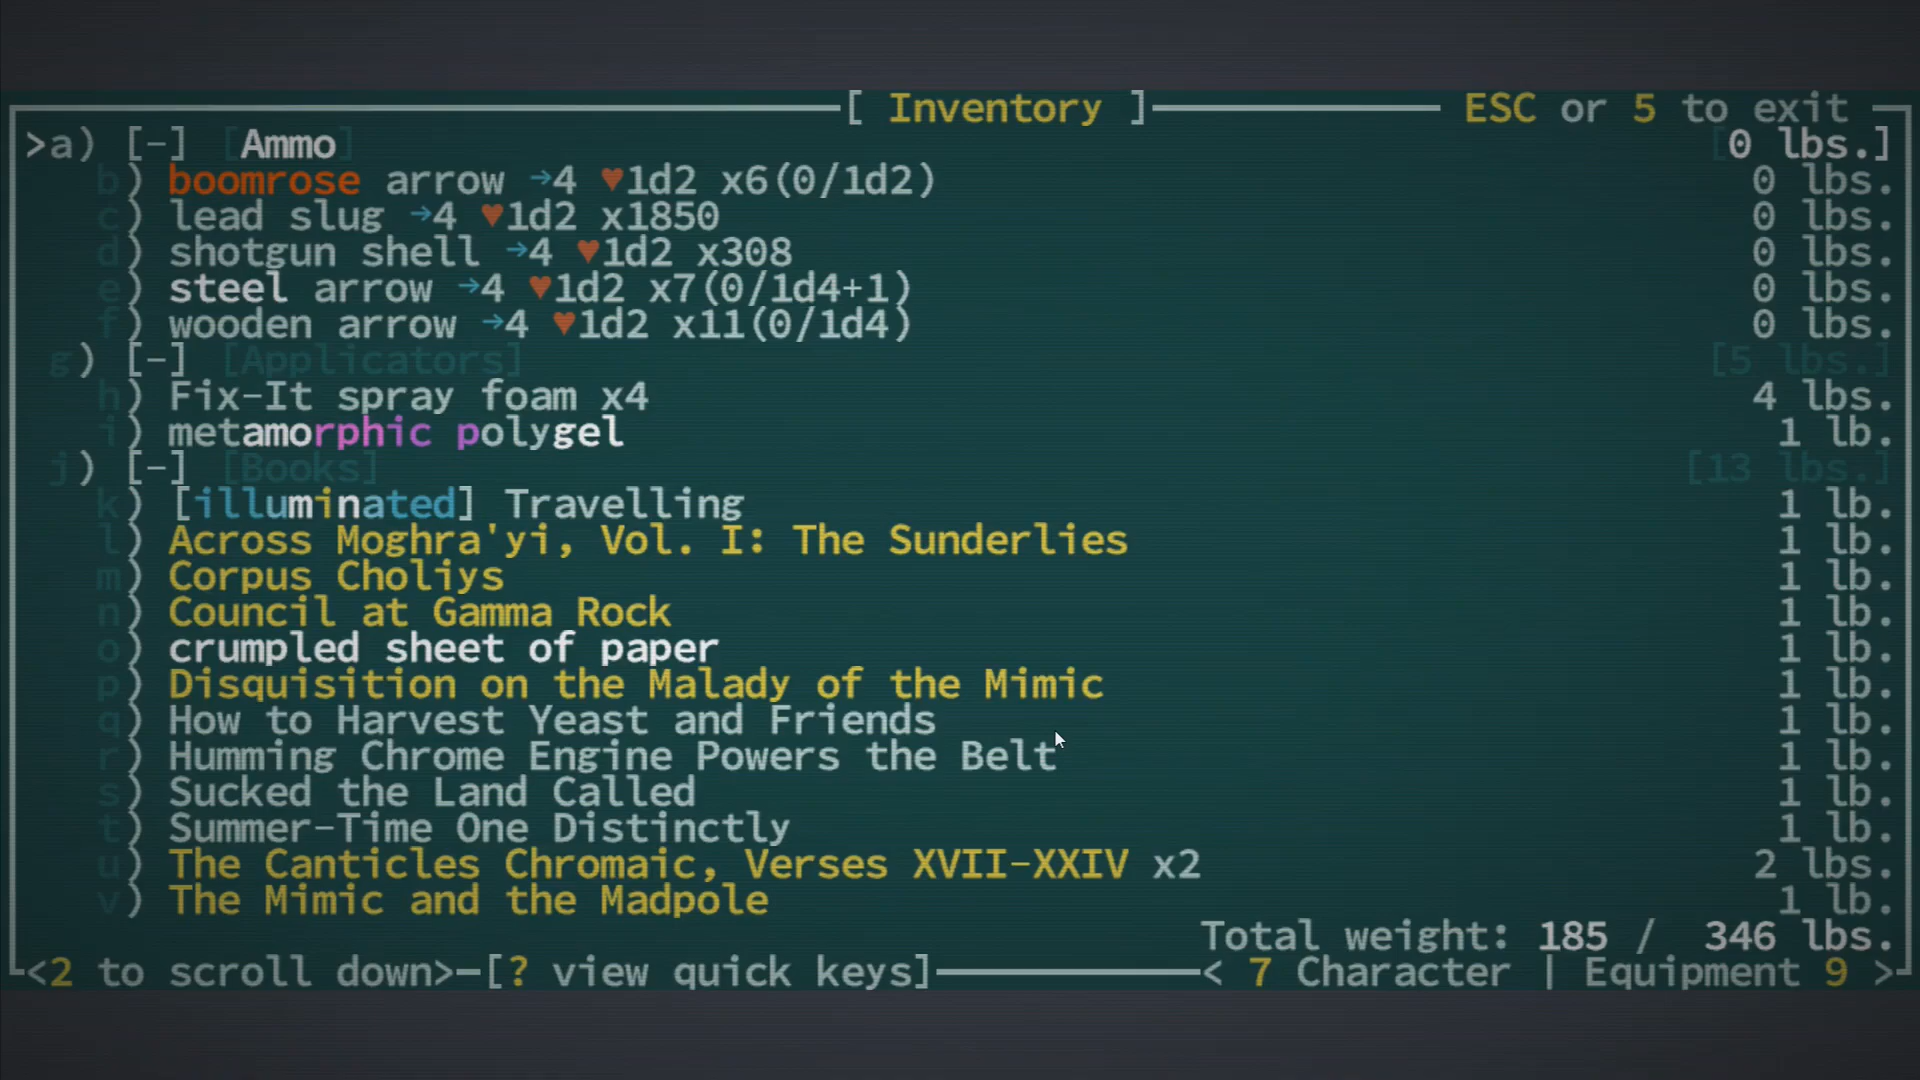 [ Inventory ] ESC or 5 to exit
>a) [-] [Ammo] [0 lbs.]
b) boomrose arrow →4 ♥1d2 x6(0/1d2) 0 lbs.
c) lead slug →4 ♥1d2 x1850 0 lbs.
d) shotgun shell →4 ♥1d2 x308 0 lbs.
e) steel arrow →4 ♥1d2 x7(0/1d4+1) 0 lbs.
f) wooden arrow →4 ♥1d2 x11(0/1d4) 0 lbs.
g) [-] [Applicators] [5 lbs.]
h) Fix-It spray foam x4 4 lbs.
i) metamorphic polygel 1 lb.
j) [-] [Books] [13 lbs.]
k) [illuminated] Travelling 1 lb.
l) Across Moghra'yi, Vol. I: The Sunderlies 1 lb.
m) Corpus Choliys 1 lb.
n) Council at Gamma Rock 1 lb.
o) crumpled sheet of paper 1 lb.
p) Disquisition on the Malady of the Mimic 1 lb.
q) How to Harvest Yeast and Friends 1 lb.
r) Humming Chrome Engine Powers the Belt 1 lb.
s) Sucked the Land Called 1 lb.
t) Summer-Time One Distinctly 1 lb.
u) The Canticles Chromaic, Verses XVII-XXIV x2 2 lbs.
v) The Mimic and the Madpole 1 lb.
Total weight: 185 / 346 lbs.
<2 to scroll down> [? view quick keys] < 7 Character | Equipment 9 >